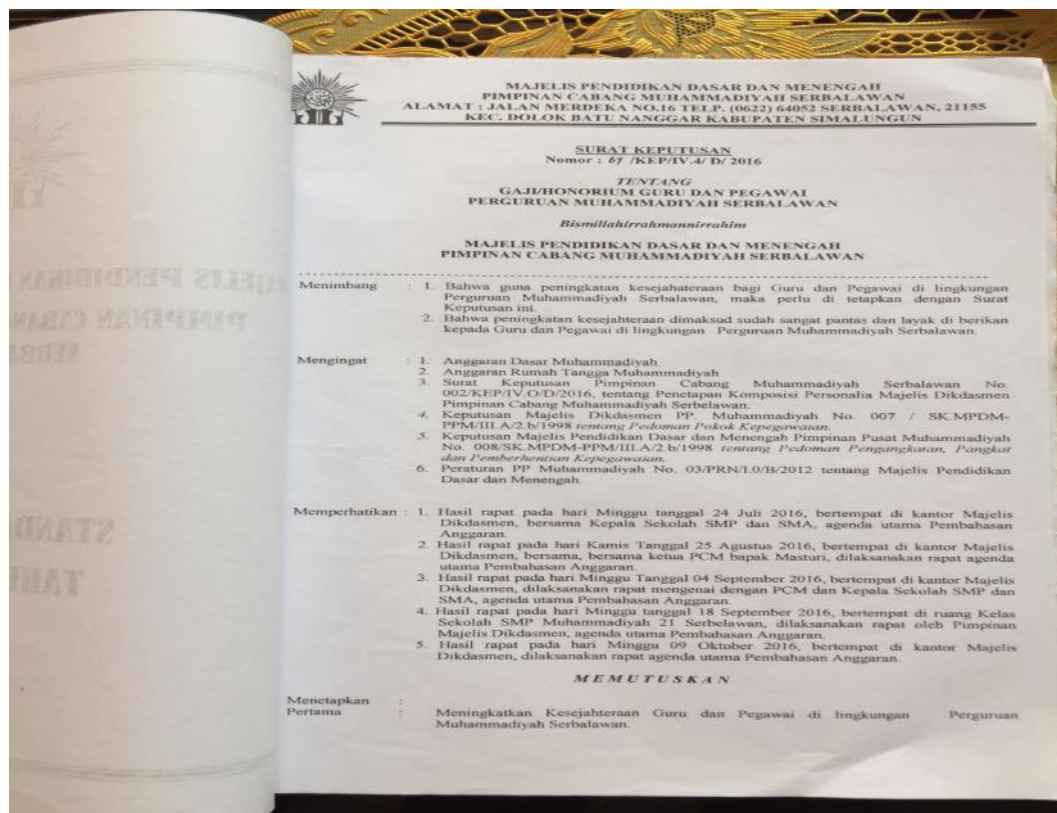 MAJELIS PENDIDIKAN DASAR DAN MENENGAH
PIMPINAN CABANG MUHAMMADIYAH SERBALAWAN
ALAMAT : JALAN MERDEKA NO.16 TELP. (0622) 64052 SERBALAWAN, 21155
KEC. DOLOK BATU NANGGAR KABUPATEN SIMALUNGUN
SURAT KEPUTUSAN
Nomor : 67 /KEP/IV.4/ D/ 2016
TENTANG
GAJI/HONORIUM GURU DAN PEGAWAI
PERGURUAN MUHAMMADIYAH SERBALAWAN
Bismillahirrahmannirrahim
MAJELIS PENDIDIKAN DASAR DAN MENENGAH
PIMPINAN CABANG MUHAMMADIYAH SERBALAWAN
Menimbang : 1. Bahwa guna peningkatan kesejahateraan bagi Guru dan Pegawai di lingkungan
Perguruan Muhammadiyah Serbalawan, maka perlu di tetapkan dengan Surat
Keputusan ini.
2. Bahwa peningkatan kesejahteraan dimaksud sudah sangat pantas dan layak di berikan
kepada Guru dan Pegawai di lingkungan Perguruan Muhammadiyah Serbalawan.
Mengingat : 1. Anggaran Dasar Muhammadiyah
2. Anggaran Rumah Tangga Muhammadiyah
3. Surat Keputusan Pimpinan Cabang Muhammadiyah Serbalawan No.
002/KEP/IV.O/D/2016, tentang Penetapan Komposisi Personalia Majelis Dikdasmen
Pimpinan Cabang Muhammadiyah Serbelawan.
4. Keputusan Majelis Dikdasmen PP. Muhammadiyah No. 007 / SK.MPDM-
PPM/III.A/2.b/1998 tentang Pedoman Pokok Kepegawaian.
5. Keputusan Majelis Pendidikan Dasar dan Menengah Pimpinan Pusat Muhammadiyah
No. 008/SK.MPDM-PPM/III.A/2.b/1998 tentang Pedoman Pengangkatan, Pangkat
dan Pemberhentian Kepegawaian.
6. Peraturan PP Muhammadiyah No. 03/PRN/I.0/B/2012 tentang Majelis Pendidikan
Dasar dan Menengah.
Memperhatikan : 1. Hasil rapat pada hari Minggu tanggal 24 Juli 2016, bertempat di kantor Majelis
Dikdasmen, bersama Kepala Sekolah SMP dan SMA, agenda utama Pembahasan
Anggaran.
2. Hasil rapat pada hari Kamis Tanggal 25 Agustus 2016, bertempat di kantor Majelis
Dikdasmen, bersama, bersama ketua PCM bapak Masturi, dilaksanakan rapat agenda
utama Pembahasan Anggaran.
3. Hasil rapat pada hari Minggu Tanggal 04 September 2016, bertempat di kantor Majelis
Dikdasmen, dilaksanakan rapat mengenai dengan PCM dan Kepala Sekolah SMP dan
SMA, agenda utama Pembahasan Anggaran.
4. Hasil rapat pada hari Minggu tanggal 18 September 2016, bertempat di ruang Kelas
Sekolah SMP Muhammadiyah 21 Serbelawan, dilaksanakan rapat oleh Pimpinan
Majelis Dikdasmen, agenda utama Pembahasan Anggaran.
5. Hasil rapat pada hari Minggu 09 Oktober 2016, bertempat di kantor Majelis
Dikdasmen, dilaksanakan rapat agenda utama Pembahasan Anggaran.
MEMUTUSKAN
Menetapkan :
Pertama : Meningkatkan Kesejahteraan Guru dan Pegawai di lingkungan Perguruan
Muhammadiyah Serbalawan.